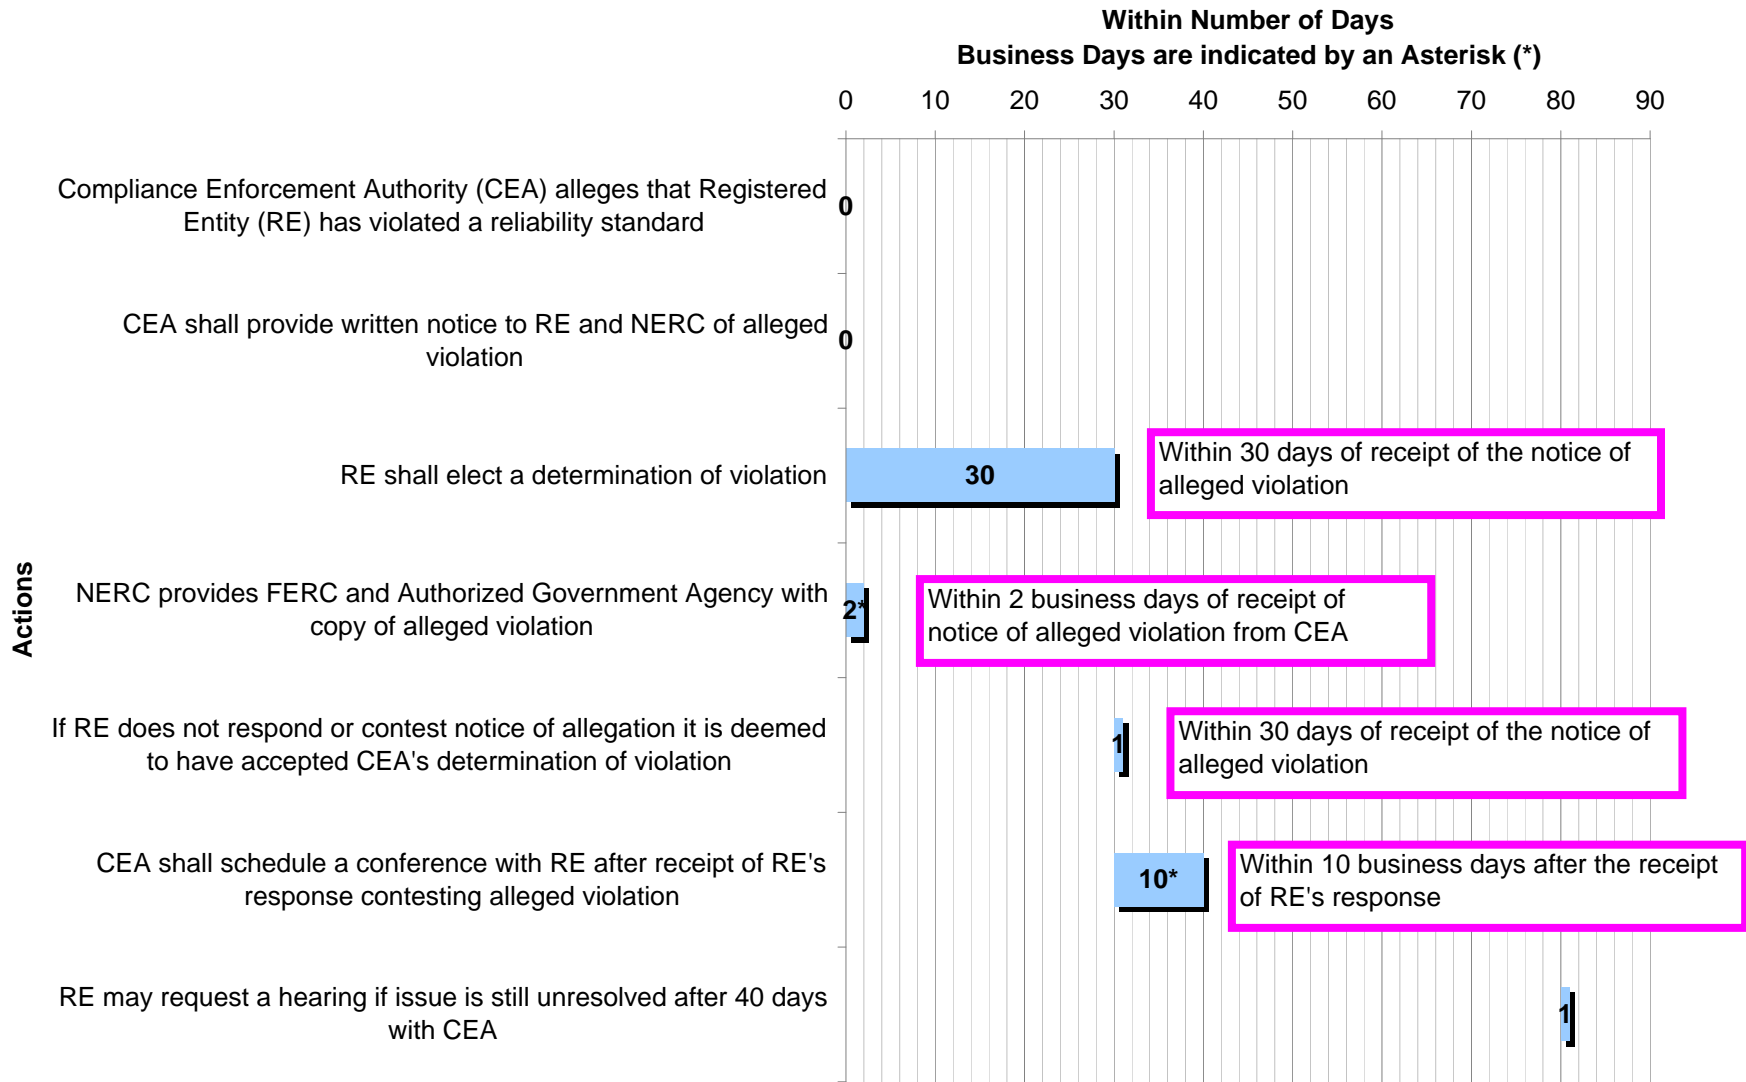 Within Number of Days
Business Days are indicated by an Asterisk (*)
0 10 20 30 40 50 60 70 80 90
Actions
Compliance Enforcement Authority (CEA) alleges that Registered
Entity (RE) has violated a reliability standard
0
CEA shall provide written notice to RE and NERC of alleged
violation
0
RE shall elect a determination of violation
30
Within 30 days of receipt of the notice of
alleged violation
NERC provides FERC and Authorized Government Agency with
copy of alleged violation
2*
Within 2 business days of receipt of
notice of alleged violation from CEA
If RE does not respond or contest notice of allegation it is deemed
to have accepted CEA's determination of violation
1
Within 30 days of receipt of the notice of
alleged violation
CEA shall schedule a conference with RE after receipt of RE's
response contesting alleged violation
10*
Within 10 business days after the receipt
of RE's response
RE may request a hearing if issue is still unresolved after 40 days
with CEA
1